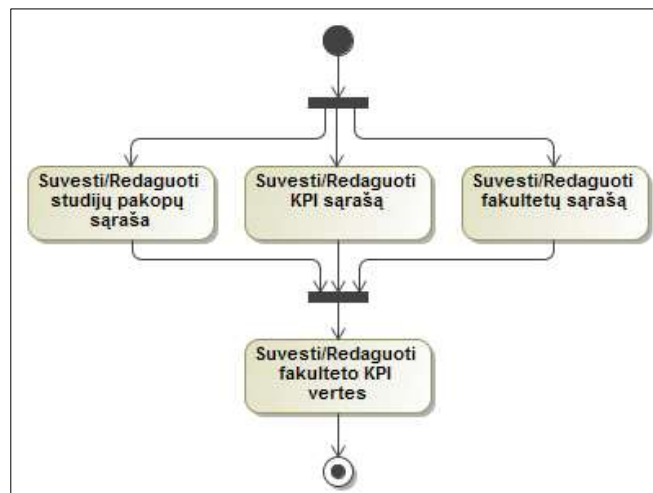 Suvesti/Redaguoti
studijų pakopų
sąraša
Suvesti/Redaguoti
KPI sąrašą
Suvesti/Redaguoti
fakultetų sąrašą
Suvesti/Redaguoti
fakulteto KPI
vertes